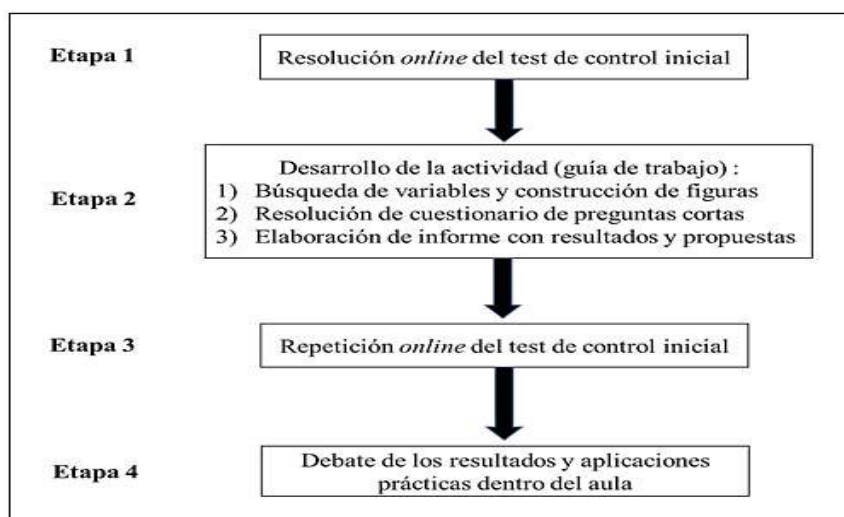 Etapa 1
Resolución online del test de control inicial
Etapa 2
Desarrollo de la actividad (guía de trabajo) :
1) Búsqueda de variables y construcción de figuras
2) Resolución de cuestionario de preguntas cortas
3) Elaboración de informe con resultados y propuestas
Etapa 3
Repetición online del test de control inicial
Etapa 4
Debate de los resultados y aplicaciones
prácticas dentro del aula